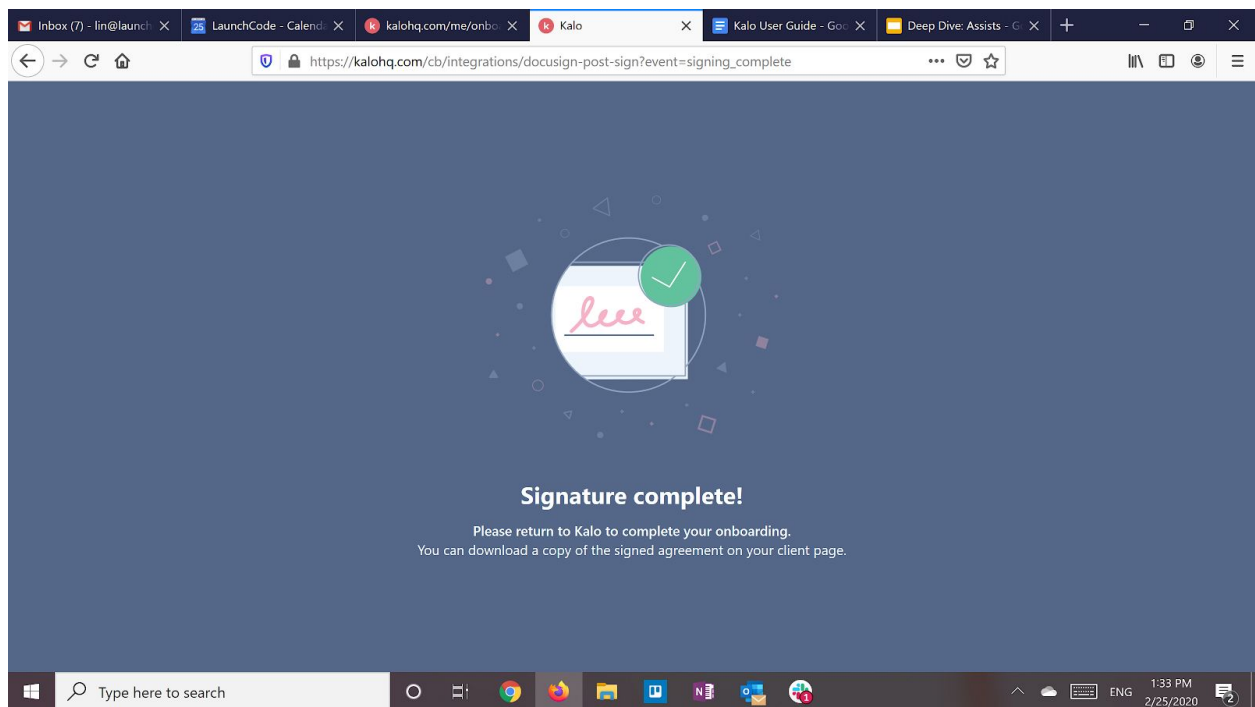 Inbox (7) - lin@launch
LaunchCode - Calenda
kalohq.com/me/onbo
Kalo
Kalo User Guide - Goo
Deep Dive: Assists - G
https://kalohq.com/cb/integrations/docusign-post-sign?event=signing_complete
Signature complete!
Please return to Kalo to complete your onboarding.
You can download a copy of the signed agreement on your client page.
Type here to search
ENG
1:33 PM
2/25/2020